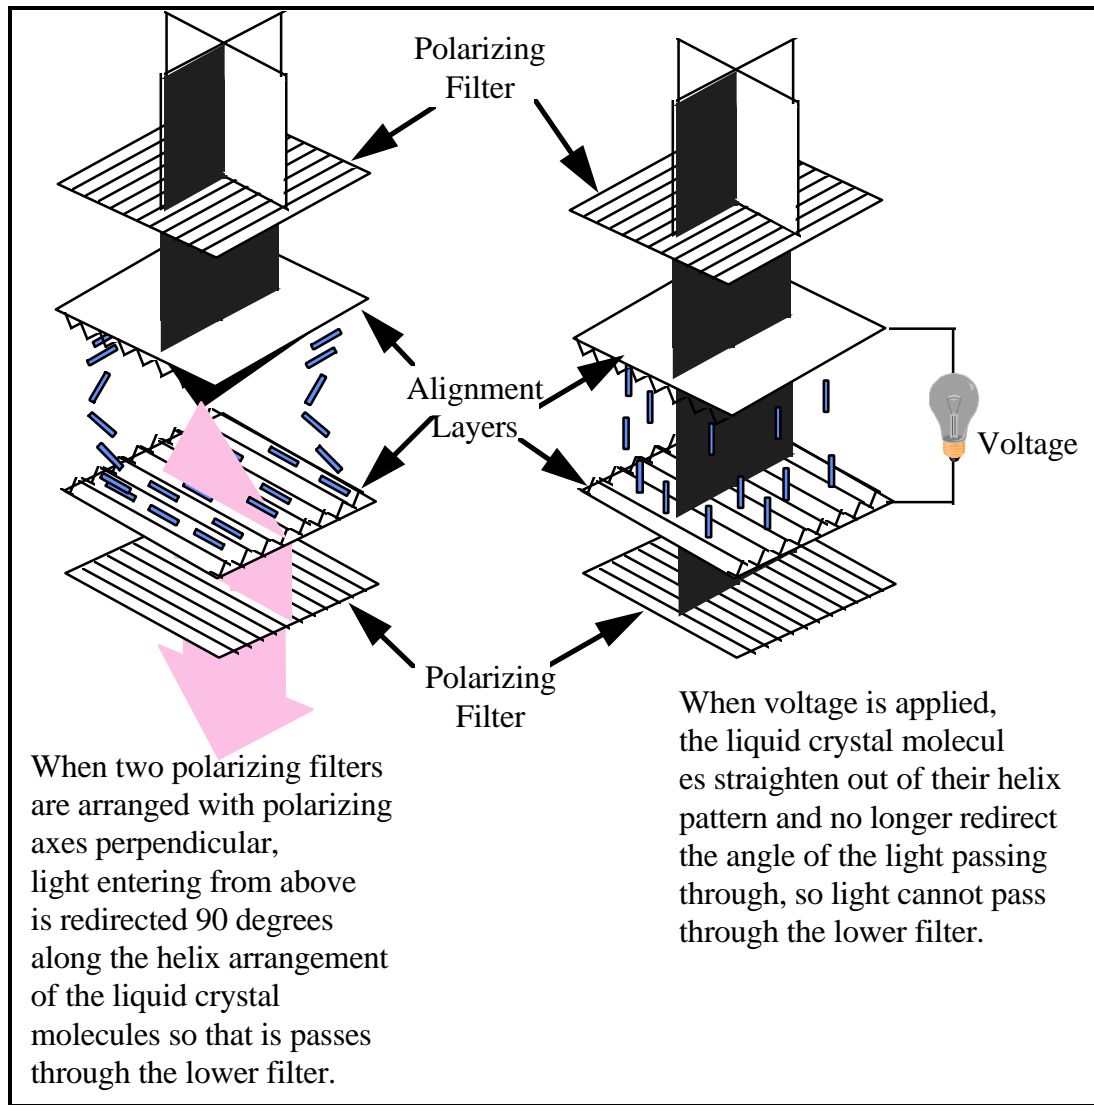 Polarizing
Filter
Alignment
Layers
Voltage
Polarizing
Filter
When two polarizing filters
are arranged with polarizing
axes perpendicular,
light entering from above
is redirected 90 degrees
along the helix arrangement
of the liquid crystal
molecules so that is passes
through the lower filter.
When voltage is applied,
the liquid crystal molecul
es straighten out of their helix
pattern and no longer redirect
the angle of the light passing
through, so light cannot pass
through the lower filter.